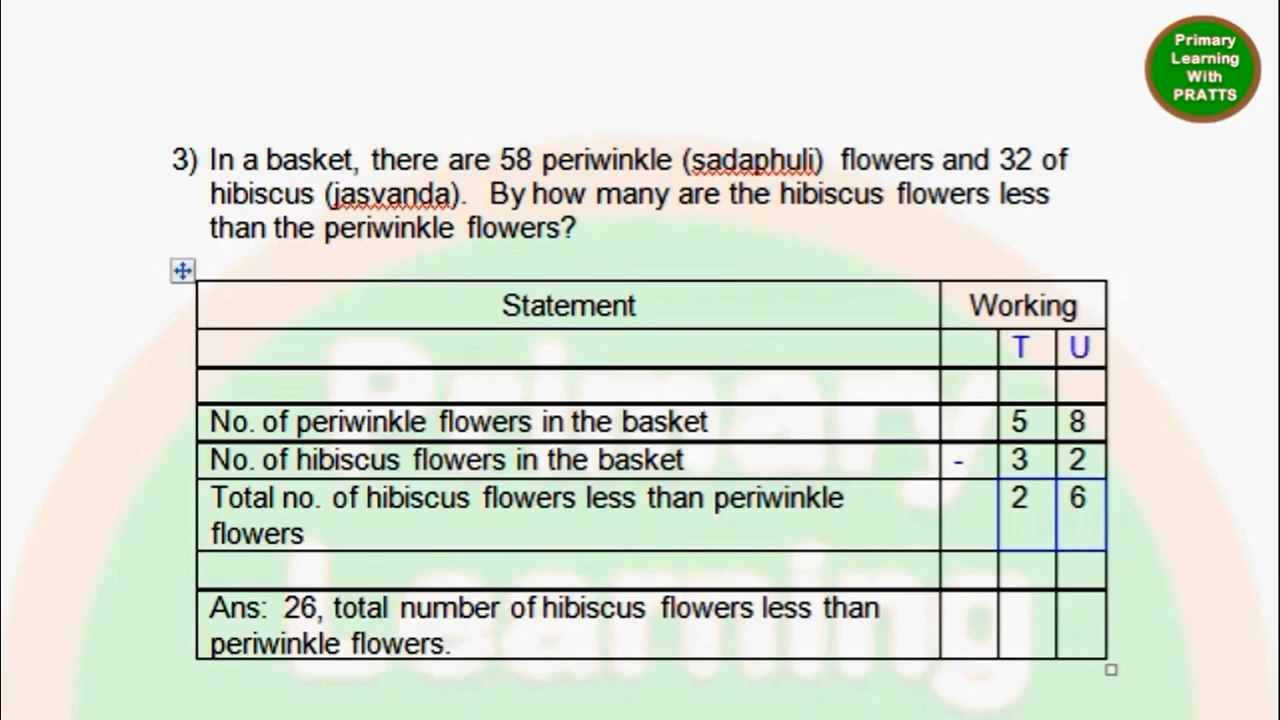 Primary
Learning
With
PRATTS
3) In a basket, there are 58 periwinkle (sadaphuli) flowers and 32 of
hibiscus (jasvanda). By how many are the hibiscus flowers less
than the periwinkle flowers?
Statement Working
T U
No. of periwinkle flowers in the basket 5 8
No. of hibiscus flowers in the basket - 3 2
Total no. of hibiscus flowers less than periwinkle 2 6
flowers
Ans: 26, total number of hibiscus flowers less than
periwinkle flowers.
Primary
Learning